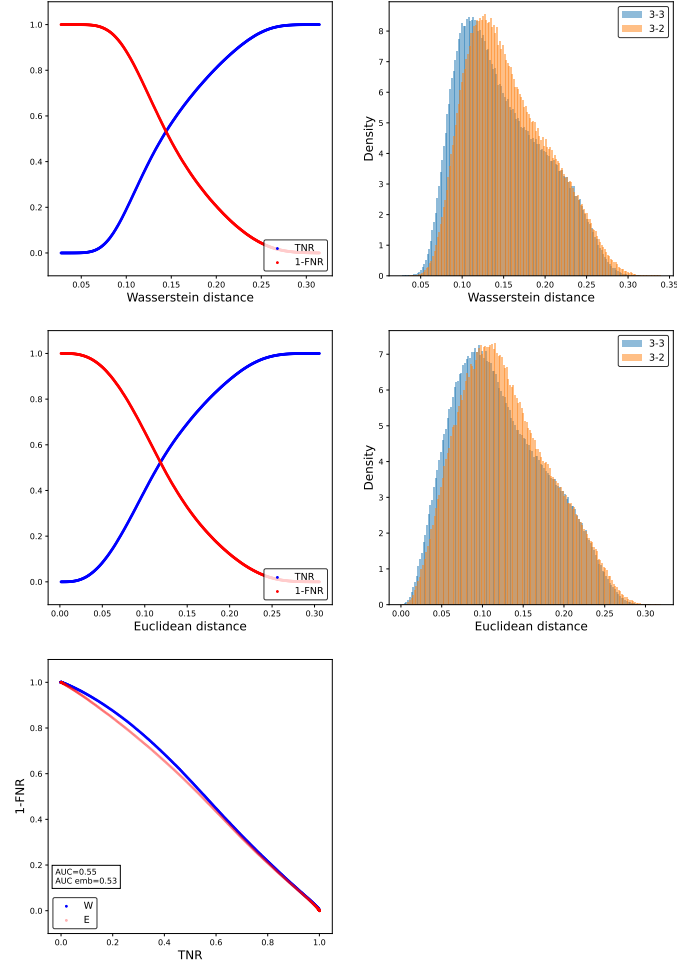 1.0
0.8
0.6
0.4
0.2
0.0
0.05 0.10 0.15 0.20 0.25 0.30
Wasserstein distance
TNR
1-FNR
8
7
6
5
4
3
2
1
0
Density
0.05 0.10 0.15 0.20 0.25 0.30 0.35
Wasserstein distance
3-3
3-2
1.0
0.8
0.6
0.4
0.2
0.0
0.00 0.05 0.10 0.15 0.20 0.25 0.30
Euclidean distance
TNR
1-FNR
7
6
5
4
3
2
1
0
Density
0.00 0.05 0.10 0.15 0.20 0.25 0.30
Euclidean distance
3-3
3-2
1.0
0.8
0.6
0.4
0.2
0.0
1-FNR
AUC=0.55
AUC emb=0.53
W
E
0.0 0.2 0.4 0.6 0.8 1.0
TNR